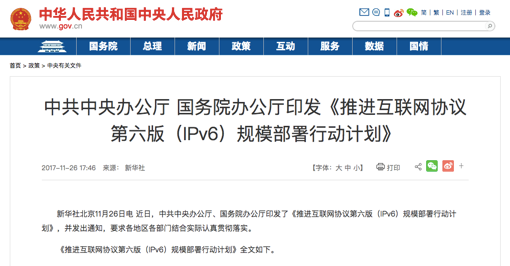 中华人民共和国中央人民政府
www.gov.cn
简 | 繁 | EN | 注册 | 登录
国务院 总理 新闻 政策 互动 服务 数据 国情
首页 > 政策 > 中央有关文件
中共中央办公厅 国务院办公厅印发《推进互联网协议
第六版（IPv6）规模部署行动计划》
2017-11-26 17:46 来源： 新华社 【字体：大 中 小】 打印
新华社北京11月26日电 近日，中共中央办公厅、国务院办公厅印发了《推进互联网协议第六版（IPv6）规模部署行动计
划》，并发出通知，要求各地区各部门结合实际认真贯彻落实。
《推进互联网协议第六版（IPv6）规模部署行动计划》全文如下。